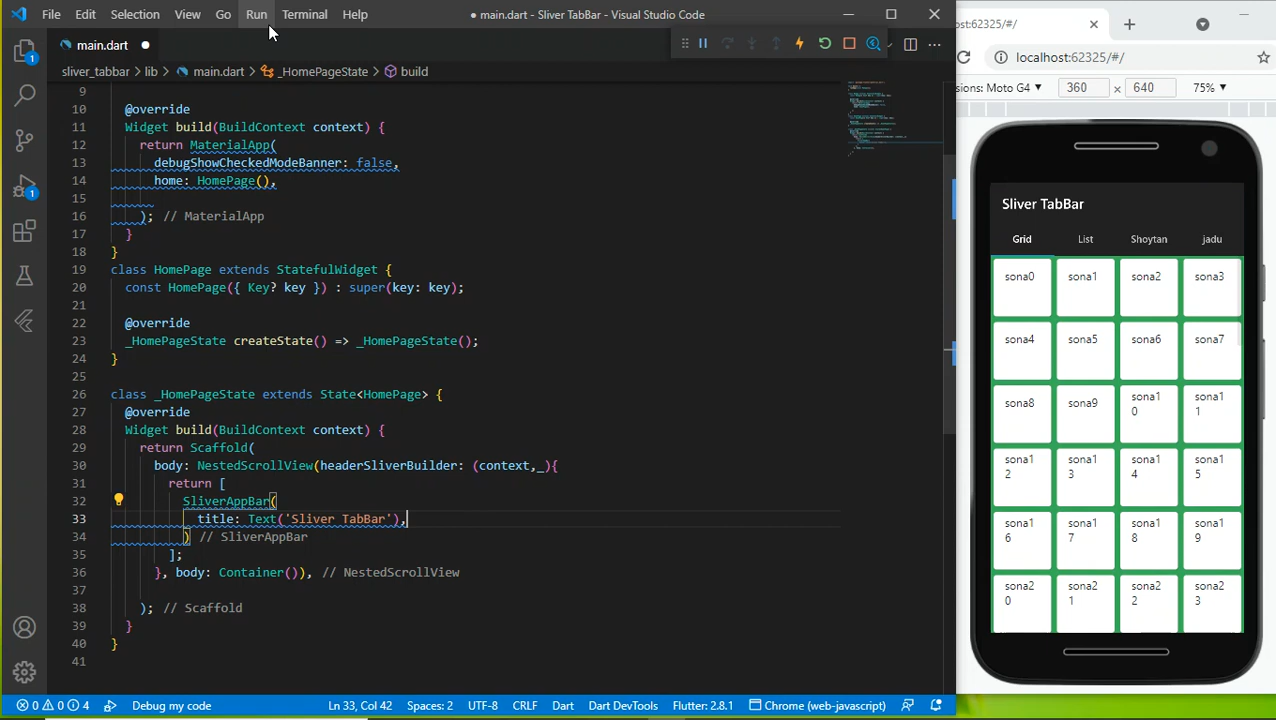 File Edit Selection View Go Run Terminal Help
● main.dart - Sliver TabBar - Visual Studio Code
main.dart ●
sliver_tabbar > lib > main.dart > _HomePageState > build
9
10 @override
11 Widget build(BuildContext context) {
12 return MaterialApp(
13 debugShowCheckedModeBanner: false,
14 home: HomePage(),
15
16 ); // MaterialApp
17 }
18 }
19 class HomePage extends StatefulWidget {
20 const HomePage({ Key? key }) : super(key: key);
21
22 @override
23 _HomePageState createState() => _HomePageState();
24 }
25
26 class _HomePageState extends State<HomePage> {
27 @override
28 Widget build(BuildContext context) {
29 return Scaffold(
30 body: NestedScrollView(headerSliverBuilder: (context,_){
31 return [
32 SliverAppBar(
33 title: Text('Sliver TabBar'),
34 ) // SliverAppBar
35 ];
36 }, body: Container()), // NestedScrollView
37
38 ); // Scaffold
39 }
40 }
41
1
1
0 0 4 Debug my code Ln 33, Col 42 Spaces: 2 UTF-8 CRLF Dart Dart DevTools Flutter: 2.8.1 Chrome (web-javascript)
ost:62325/#/
localhost:62325/#/
sions: Moto G4 ▼ 360 × 640 75% ▼
Sliver TabBar
Grid List Shoytan jadu
sona0 sona1 sona2 sona3
sona4 sona5 sona6 sona7
sona8 sona9 sona1 sona1
0 1
sona1 sona1 sona1 sona1
2 3 4 5
sona1 sona1 sona1 sona1
6 7 8 9
sona2 sona2 sona2 sona2
0 1 2 3